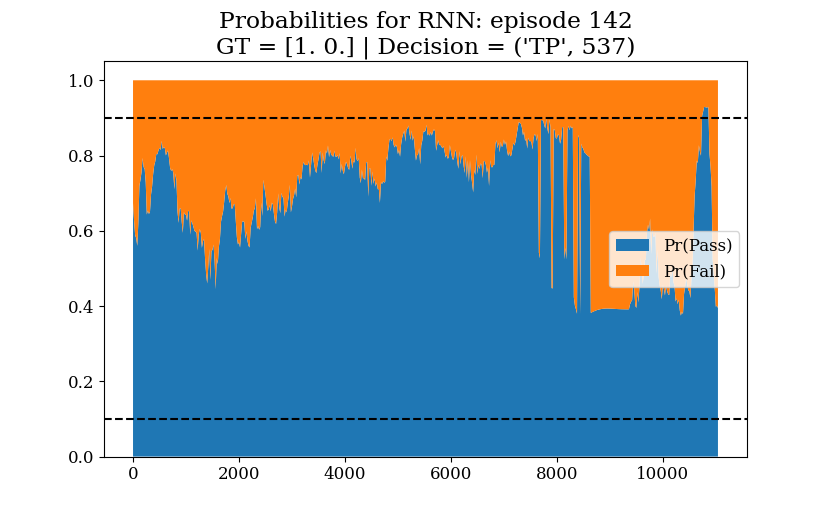 Probabilities for RNN: episode 142
GT = [1. 0.] | Decision = ('TP', 537)
1.0
0.8
0.6
0.4
0.2
0.0
Pr(Pass)
Pr(Fail)
0 2000 4000 6000 8000 10000